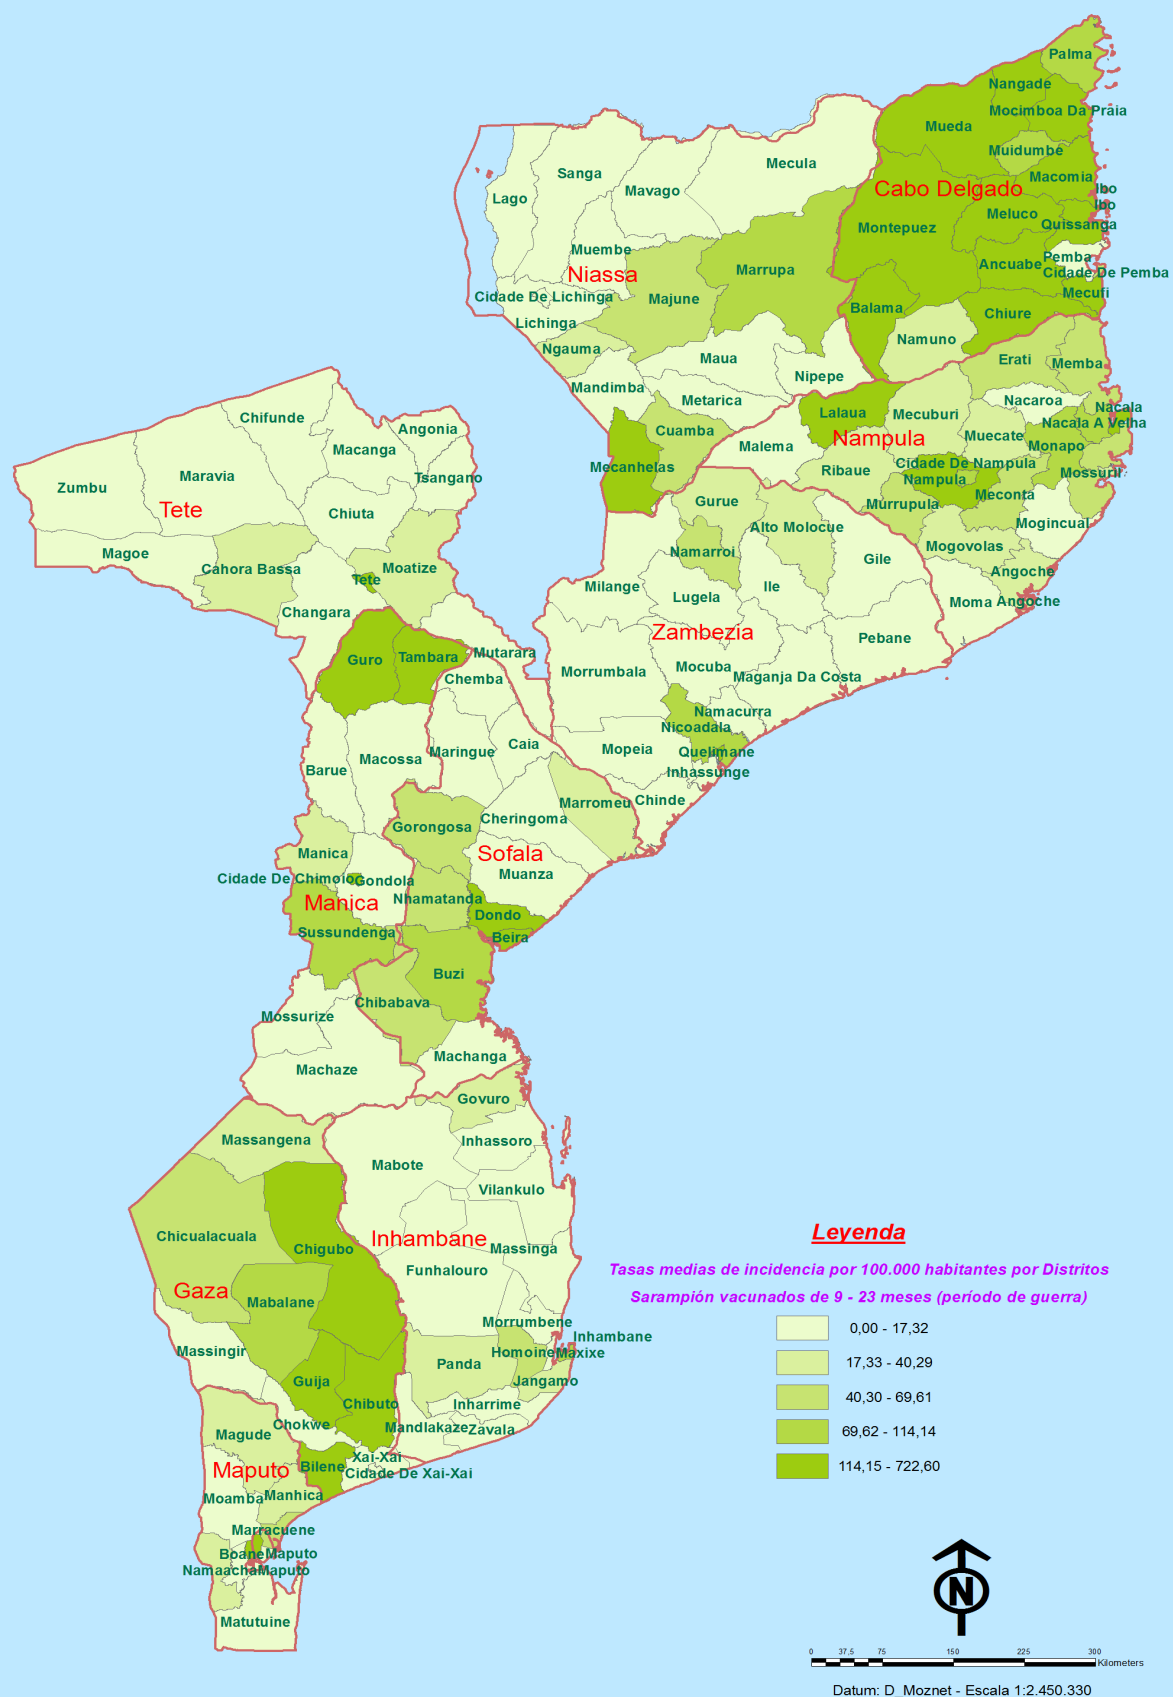 Palma
Nangade
Mocimboa Da Praia
Mueda
Muidumbe
Mecula
Sanga
Macomia
Mavago
Cabo Delgado
Ibo
Lago
Ibo
Meluco
Quissanga
Montepuez
Muembe
Pemba
Ancuabe
Niassa
Marrupa
Cidade De Pemba
Mecufi
Cidade De Lichinga
Majune
Balama
Chiure
Lichinga
Namuno
Ngauma
Maua
Erati
Memba
Nipepe
Mandimba
Metarica
Nacaroa
Nacala
Chifunde
Lalaua
Mecuburi
Nacala A Velha
Angonia
Cuamba
Muecate
Nampula
Malema
Monapo
Macanga
Cidade De Nampula
Mecanhelas
Ribaue
Mossuril
Maravia
Tsangano
Nampula
Zumbu
Meconta
Tete
Chiuta
Gurue
Murrupula
Mogincual
Alto Molocue
Magoe
Namarroi
Mogovolas
Gile
Cahora Bassa
Moatize
Angoche
Tete
Milange
Ile
Lugela
Moma
Angoche
Changara
Zambezia
Pebane
Mutarara
Guro
Tambara
Mocuba
Morrumbala
Maganja Da Costa
Chemba
Namacurra
Nicoadala
Caia
Mopeia
Maringue
Quelimane
Macossa
Inhassunge
Barue
Chinde
Marromeu
Cheringoma
Gorongosa
Manica
Sofala
Muanza
Cidade De Chimoio
Gondola
Manica
Nhamatanda
Dondo
Sussundenga
Beira
Buzi
Chibabava
Mossurize
Machanga
Machaze
Govuro
Massangena
Inhassoro
Mabote
Vilankulo
Chicualacuala
Inhambane
Chigubo
Massinga
Funhalouro
Gaza
Mabalane
Morrumbene
Inhambane
Massingir
Homoine
Maxixe
Panda
Guija
Jangamo
Chibuto
Inharrime
Chokwe
Mandlakaze
Zavala
Magude
Xai-Xai
Maputo
Bilene
Cidade De Xai-Xai
Moamba
Manhica
Marracuene
Boane
Maputo
Namaacha
Maputo
Matutuine
Leyenda
Tasas medias de incidencia por 100.000 habitantes por Distritos
Sarampión vacunados de 9 - 23 meses (período de guerra)
0,00 - 17,32
17,33 - 40,29
40,30 - 69,61
69,62 - 114,14
114,15 - 722,60
N
0 37,5 75 150 225 300
Kilometers
Datum: D_Moznet - Escala 1:2.450.330